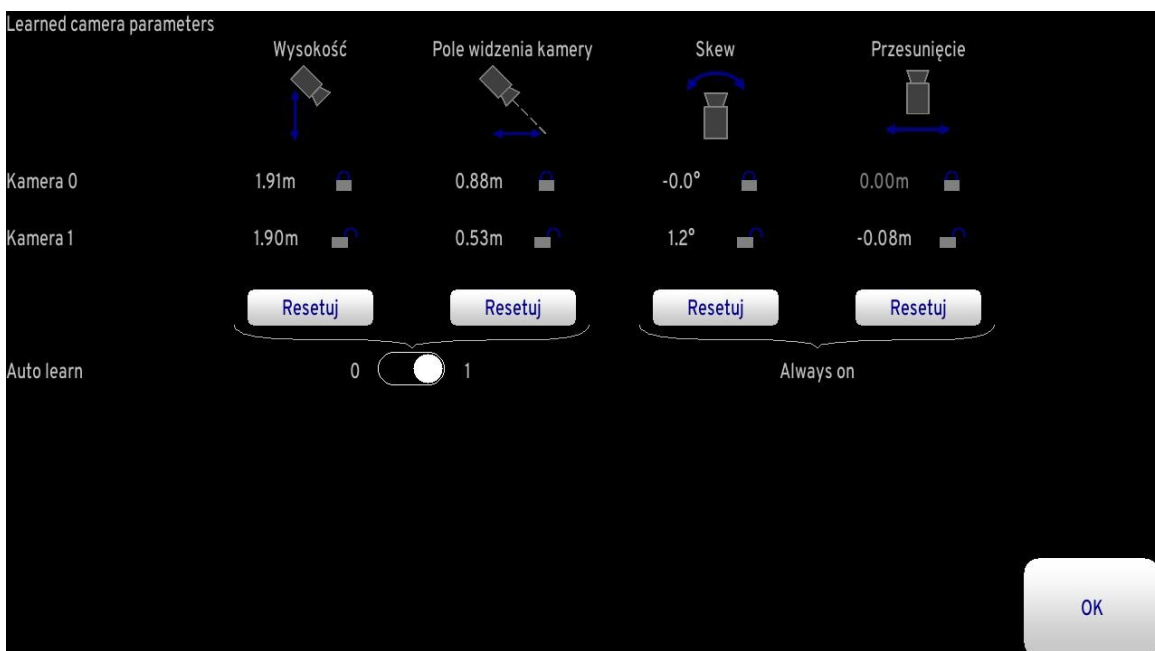 Learned camera parameters
Wysokość Pole widzenia kamery Skew Przesunięcie
Kamera 0 1.91m 0.88m -0.0° 0.00m
Kamera 1 1.90m 0.53m 1.2° -0.08m
Resetuj Resetuj Resetuj Resetuj
Auto learn 0 1 Always on
OK